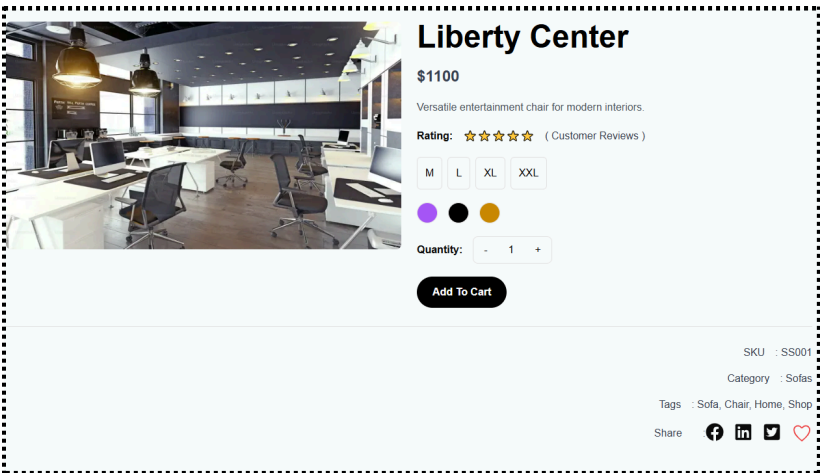 Liberty Center
$1100
Versatile entertainment chair for modern interiors.
Rating: ( Customer Reviews )
M L XL XXL
Quantity: - 1 +
Add To Cart
SKU : SS001
Category : Sofas
Tags : Sofa, Chair, Home, Shop
Share :